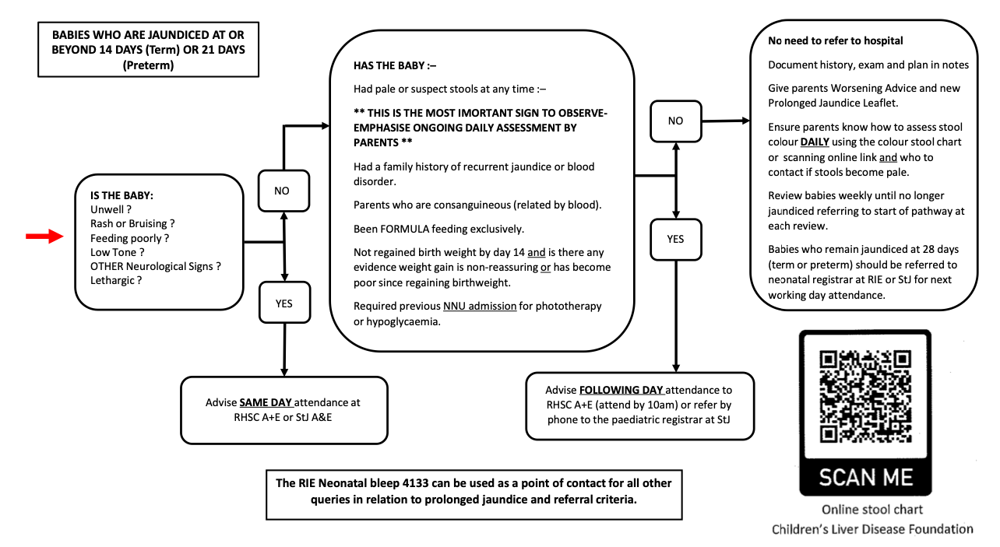 BABIES WHO ARE JAUNDICED AT OR
BEYOND 14 DAYS (Term) OR 21 DAYS
(Preterm)
IS THE BABY:
Unwell ?
Rash or Bruising ?
Feeding poorly ?
Low Tone ?
OTHER Neurological Signs ?
Lethargic ?
NO
YES
Advise SAME DAY attendance at
RHSC A+E or StJ A&E
HAS THE BABY :–
Had pale or suspect stools at any time :–
** THIS IS THE MOST IMORTANT SIGN TO OBSERVE-
EMPHASISE ONGOING DAILY ASSESSMENT BY
PARENTS **
Had a family history of recurrent jaundice or blood
disorder.
Parents who are consanguineous (related by blood).
Been FORMULA feeding exclusively.
Not regained birth weight by day 14 and is there any
evidence weight gain is non-reassuring or has become
poor since regaining birthweight.
Required previous NNU admission for phototherapy
or hypoglycaemia.
NO
YES
Advise FOLLOWING DAY attendance to
RHSC A+E (attend by 10am) or refer by
phone to the paediatric registrar at StJ
No need to refer to hospital
Document history, exam and plan in notes
Give parents Worsening Advice and new
Prolonged Jaundice Leaflet.
Ensure parents know how to assess stool
colour DAILY using the colour stool chart
or scanning online link and who to
contact if stools become pale.
Review babies weekly until no longer
jaundiced referring to start of pathway at
each review.
Babies who remain jaundiced at 28 days
(term or preterm) should be referred to
neonatal registrar at RIE or StJ for next
working day attendance.
SCAN ME
Online stool chart
Children's Liver Disease Foundation
The RIE Neonatal bleep 4133 can be used as a point of contact for all other
queries in relation to prolonged jaundice and referral criteria.